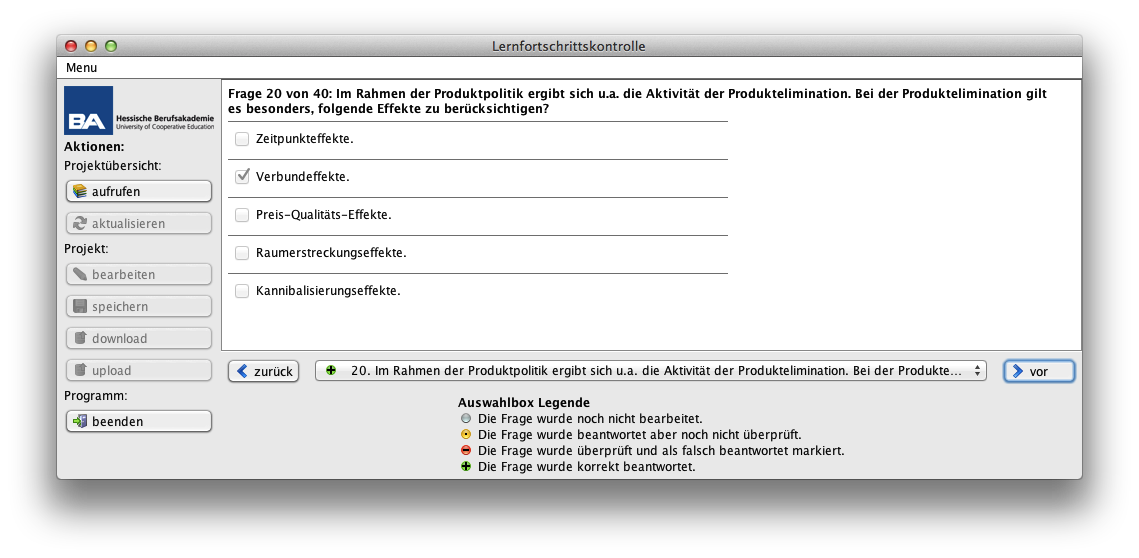 Lernfortschrittskontrolle
Menu
BA
Hessische Berufsakademie
University of Cooperative Education
Aktionen:
Projektübersicht:
aufrufen
aktualisieren
Projekt:
bearbeiten
speichern
download
upload
Programm:
beenden
Frage 20 von 40: Im Rahmen der Produktpolitik ergibt sich u.a. die Aktivität der Produktelimination. Bei der Produktelimination gilt
es besonders, folgende Effekte zu berücksichtigen?
Zeitpunkteffekte.
Verbundeffekte.
Preis-Qualitäts-Effekte.
Raumerstreckungseffekte.
Kannibalisierungseffekte.
zurück
20. Im Rahmen der Produktpolitik ergibt sich u.a. die Aktivität der Produktelimination. Bei der Produkte...
vor
Auswahlbox Legende
Die Frage wurde noch nicht bearbeitet.
Die Frage wurde beantwortet aber noch nicht überprüft.
Die Frage wurde überprüft und als falsch beantwortet markiert.
Die Frage wurde korrekt beantwortet.